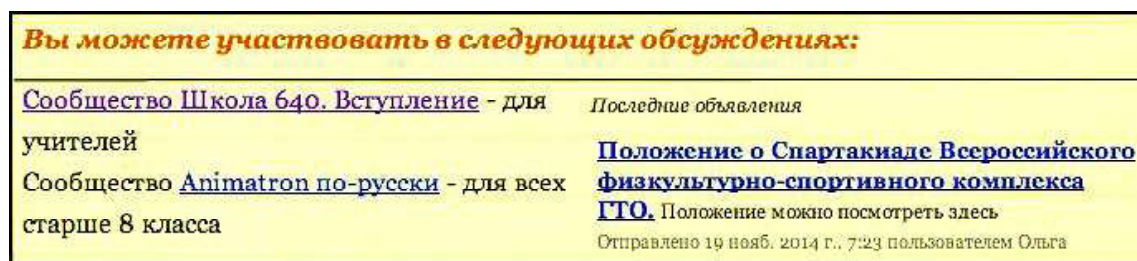 Вы можете участвовать в следующих обсуждениях:
Сообщество Школа 640. Вступление - для
учителей
Сообщество Animatron по-русски - для всех
старше 8 класса
Последние объявления
Положение о Спартакиаде Всероссийского
физкультурно-спортивного комплекса
ГТО. Положение можно посмотреть здесь
Отправлено 19 нояб. 2014 г., 7:23 пользователем Ольга